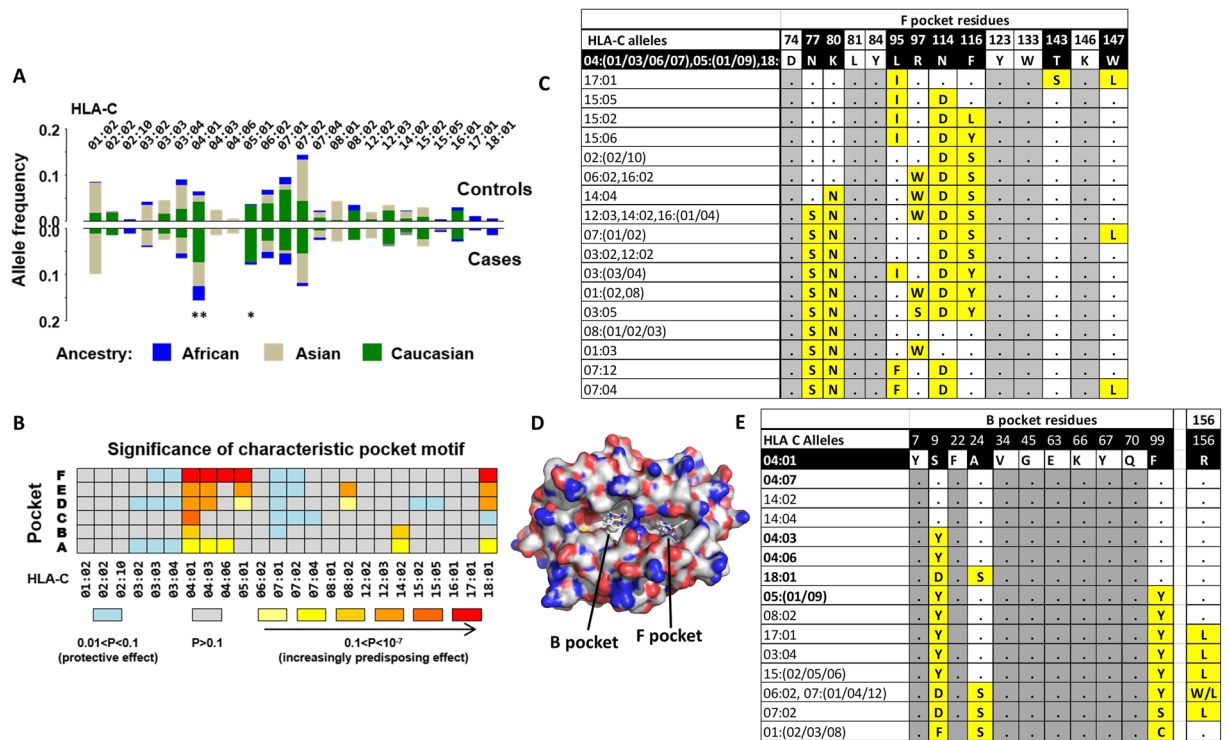 A
HLA-C
01:02 02:02 02:10 03:02 03:03 03:04 04:01 04:03 04:06 05:01 06:02 07:01 07:02 07:04 08:01 08:02 12:02 12:03 14:02 15:02 15:05 16:01 17:01 18:01
Allele frequency
0.2
0.1
0.0
0.0
0.1
0.2
Controls
Cases
** *
Ancestry: African Asian Caucasian
B
Significance of characteristic pocket motif
Pocket
F
E
D
C
B
A
HLA-C
01:02 02:02 02:10 03:02 03:03 03:04 04:01 04:03 04:06 05:01 06:02 07:01 07:02 07:04 08:01 08:02 12:02 12:03 14:02 15:02 15:05 16:01 17:01 18:01
0.01<P<0.1
(protective effect)
P>0.1
0.1<P<10-7
(increasingly predisposing effect)
C
F pocket residues
HLA-C alleles 74 77 80 81 84 95 97 114 116 123 133 143 146 147
04:(01/03/06/07),05:(01/09),18: D N K L Y L R N F Y W T K W
17:01 . . . . . I . . . . . S . L
15:05 . . . . . I . D . . . . . .
15:02 . . . . . I . D L . . . . .
15:06 . . . . . I . D Y . . . . .
02:(02/10) . . . . . . . D S . . . . .
06:02,16:02 . . . . . . W D S . . . . .
14:04 . . N . . . W D S . . . . .
12:03,14:02,16:(01/04) . S N . . . W D S . . . . .
07:(01/02) . S N . . . . D S . . . . L
03:02,12:02 . S N . . . . D S . . . . .
03:(03/04) . S N . . I . D Y . . . . .
01:(02,08) . S N . . . W D Y . . . . .
03:05 . S N . . . S D Y . . . . .
08:(01/02/03) . S N . . . . . . . . . . .
01:03 . S N . . . W . . . . . . .
07:12 . S N . . F . D . . . . . .
07:04 . S N . . F . D . . . . . L
D
B pocket
F pocket
E
B pocket residues 156
HLA C Alleles 7 9 22 24 34 45 63 66 67 70 99 156
04:01 Y S F A V G E K Y Q F R
04:07 . . . . . . . . . . . .
14:02 . . . . . . . . . . . .
14:04 . . . . . . . . . . . .
04:03 . Y . . . . . . . . . .
04:06 . Y . . . . . . . . . .
18:01 . D . S . . . . . . . .
05:(01/09) . Y . . . . . . . . Y .
08:02 . Y . . . . . . . . Y .
17:01 . Y . . . . . . . . Y L
03:04 . Y . . . . . . . . Y L
15:(02/05/06) . Y . . . . . . . . Y L
06:02, 07:(01/04/12) . D . S . . . . . . Y W/L
07:02 . D . S . . . . . . S L
01:(02/03/08) . F . S . . . . . . C .